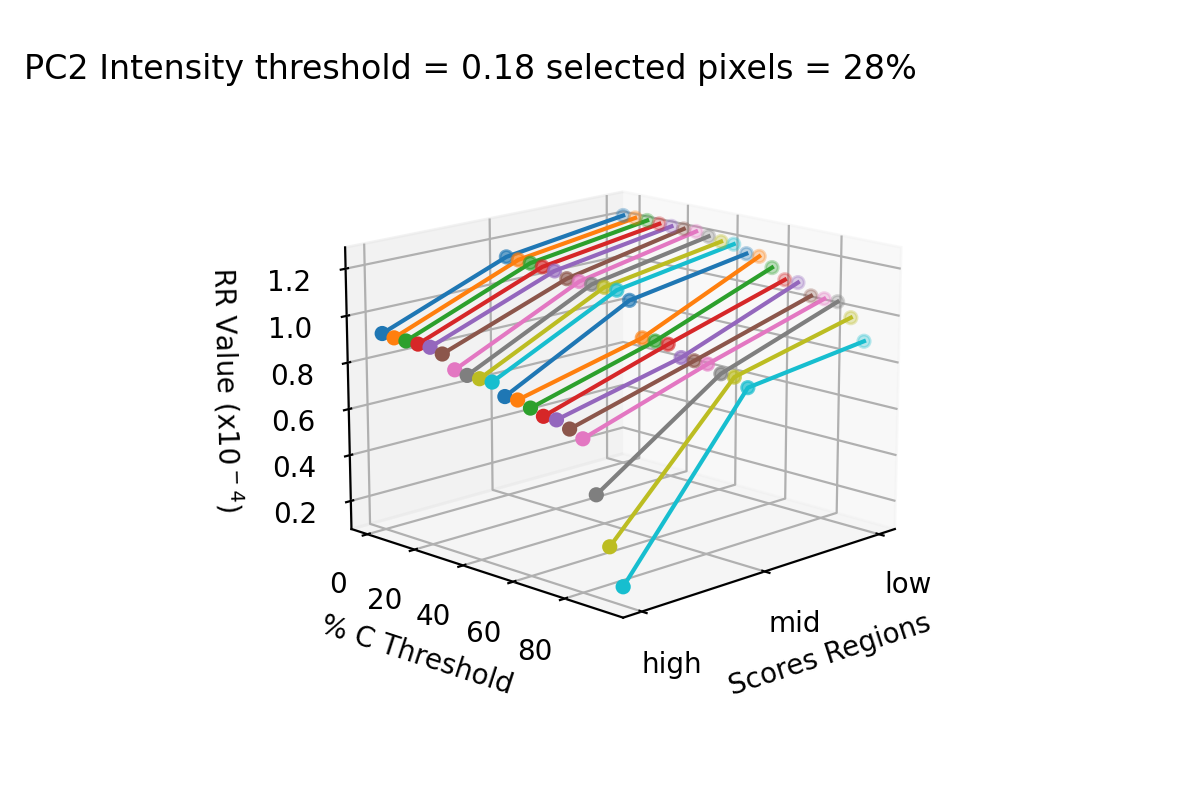 PC2 Intensity threshold = 0.18 selected pixels = 28%
RR Value (x10⁻⁴)
1.2
1.0
0.8
0.6
0.4
0.2
0
20
40
60
80
% C Threshold
high
mid
low
Scores Regions